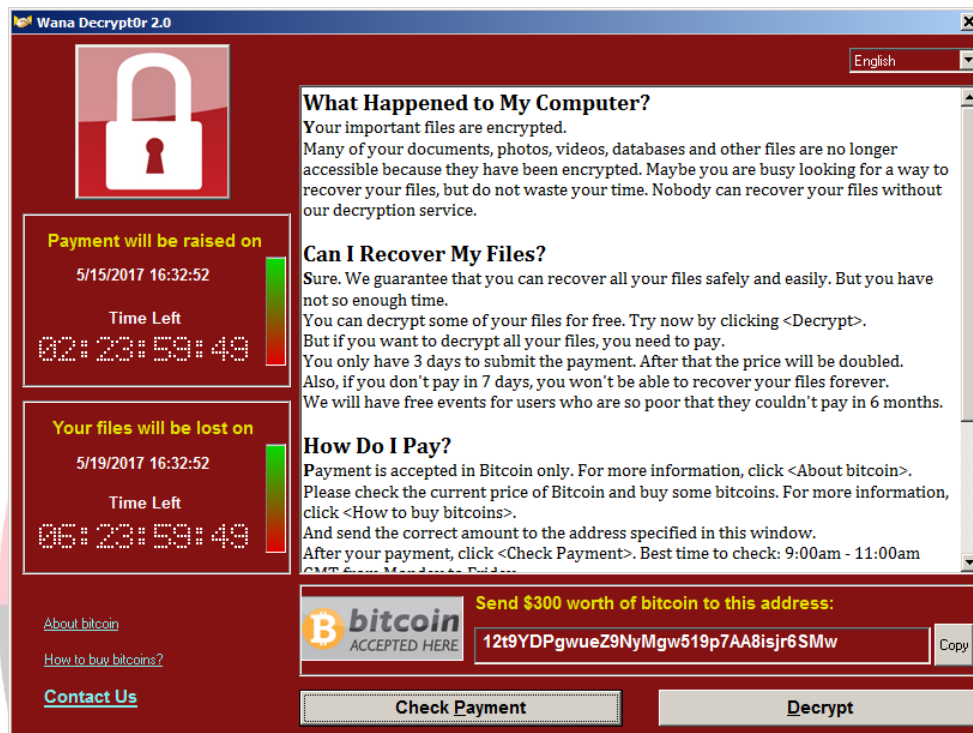 Wana Decrypt0r 2.0
English
What Happened to My Computer?
Your important files are encrypted.
Many of your documents, photos, videos, databases and other files are no longer
accessible because they have been encrypted. Maybe you are busy looking for a way to
recover your files, but do not waste your time. Nobody can recover your files without
our decryption service.
Can I Recover My Files?
Sure. We guarantee that you can recover all your files safely and easily. But you have
not so enough time.
You can decrypt some of your files for free. Try now by clicking <Decrypt>.
But if you want to decrypt all your files, you need to pay.
You only have 3 days to submit the payment. After that the price will be doubled.
Also, if you don't pay in 7 days, you won't be able to recover your files forever.
We will have free events for users who are so poor that they couldn't pay in 6 months.
How Do I Pay?
Payment is accepted in Bitcoin only. For more information, click <About bitcoin>.
Please check the current price of Bitcoin and buy some bitcoins. For more information,
click <How to buy bitcoins>.
And send the correct amount to the address specified in this window.
After your payment, click <Check Payment>. Best time to check: 9:00am - 11:00am
GMT from Monday to Friday.
Payment will be raised on
5/15/2017 16:32:52
Time Left
02:23:59:49
Your files will be lost on
5/19/2017 16:32:52
Time Left
06:23:59:49
About bitcoin
How to buy bitcoins?
Contact Us
bitcoin
ACCEPTED HERE
Send $300 worth of bitcoin to this address:
12t9YDPgwueZ9NyMgw519p7AA8isjr6SMw
Copy
Check Payment
Decrypt